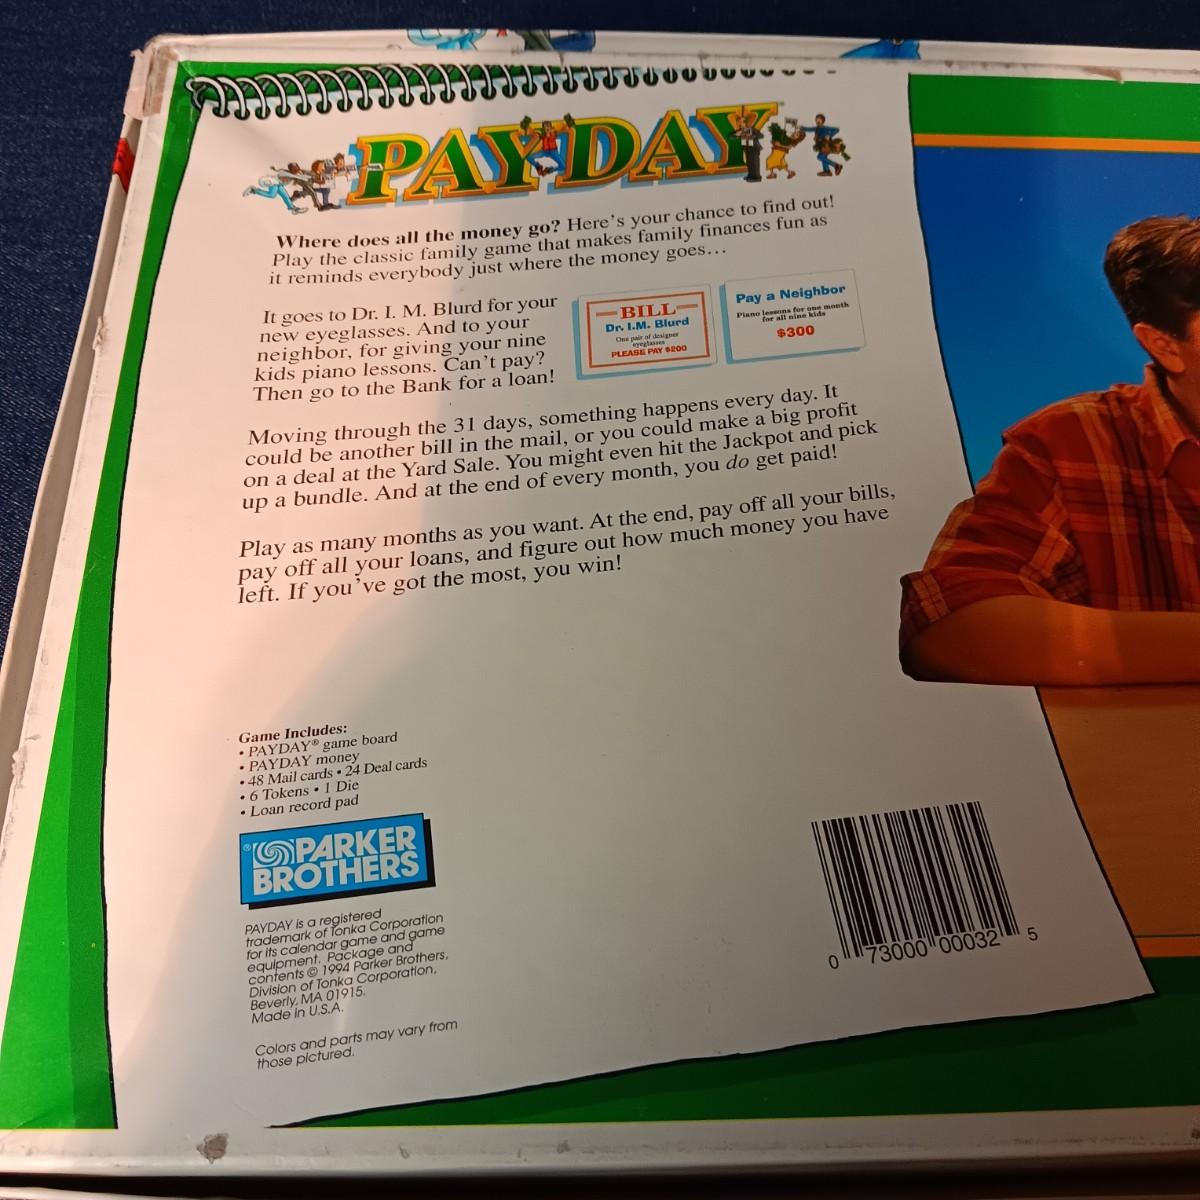 PAYDAY
Where does all the money go? Here's your chance to find out!
Play the classic family game that makes family finances fun as
it reminds everybody just where the money goes...
It goes to Dr. I. M. Blurd for your
new eyeglasses. And to your
neighbor, for giving your nine
kids piano lessons. Can't pay?
Then go to the Bank for a loan!
BILL
Dr. I.M. Blurd
One pair of designer
eyeglasses
PLEASE PAY $200
Pay a Neighbor
Piano lessons for one month
for all nine kids
$300
Moving through the 31 days, something happens every day. It
could be another bill in the mail, or you could make a big profit
on a deal at the Yard Sale. You might even hit the Jackpot and pick
up a bundle. And at the end of every month, you do get paid!
Play as many months as you want. At the end, pay off all your bills,
pay off all your loans, and figure out how much money you have
left. If you've got the most, you win!
Game Includes:
• PAYDAY® game board
• PAYDAY money
• 48 Mail cards • 24 Deal cards
• 6 Tokens • 1 Die
• Loan record pad
® PARKER
BROTHERS
PAYDAY is a registered
trademark of Tonka Corporation
for its calendar game and game
equipment. Package and
contents © 1994 Parker Brothers,
Division of Tonka Corporation,
Beverly, MA 01915.
Made in U.S.A.
Colors and parts may vary from
those pictured.
0 73000 00032 5